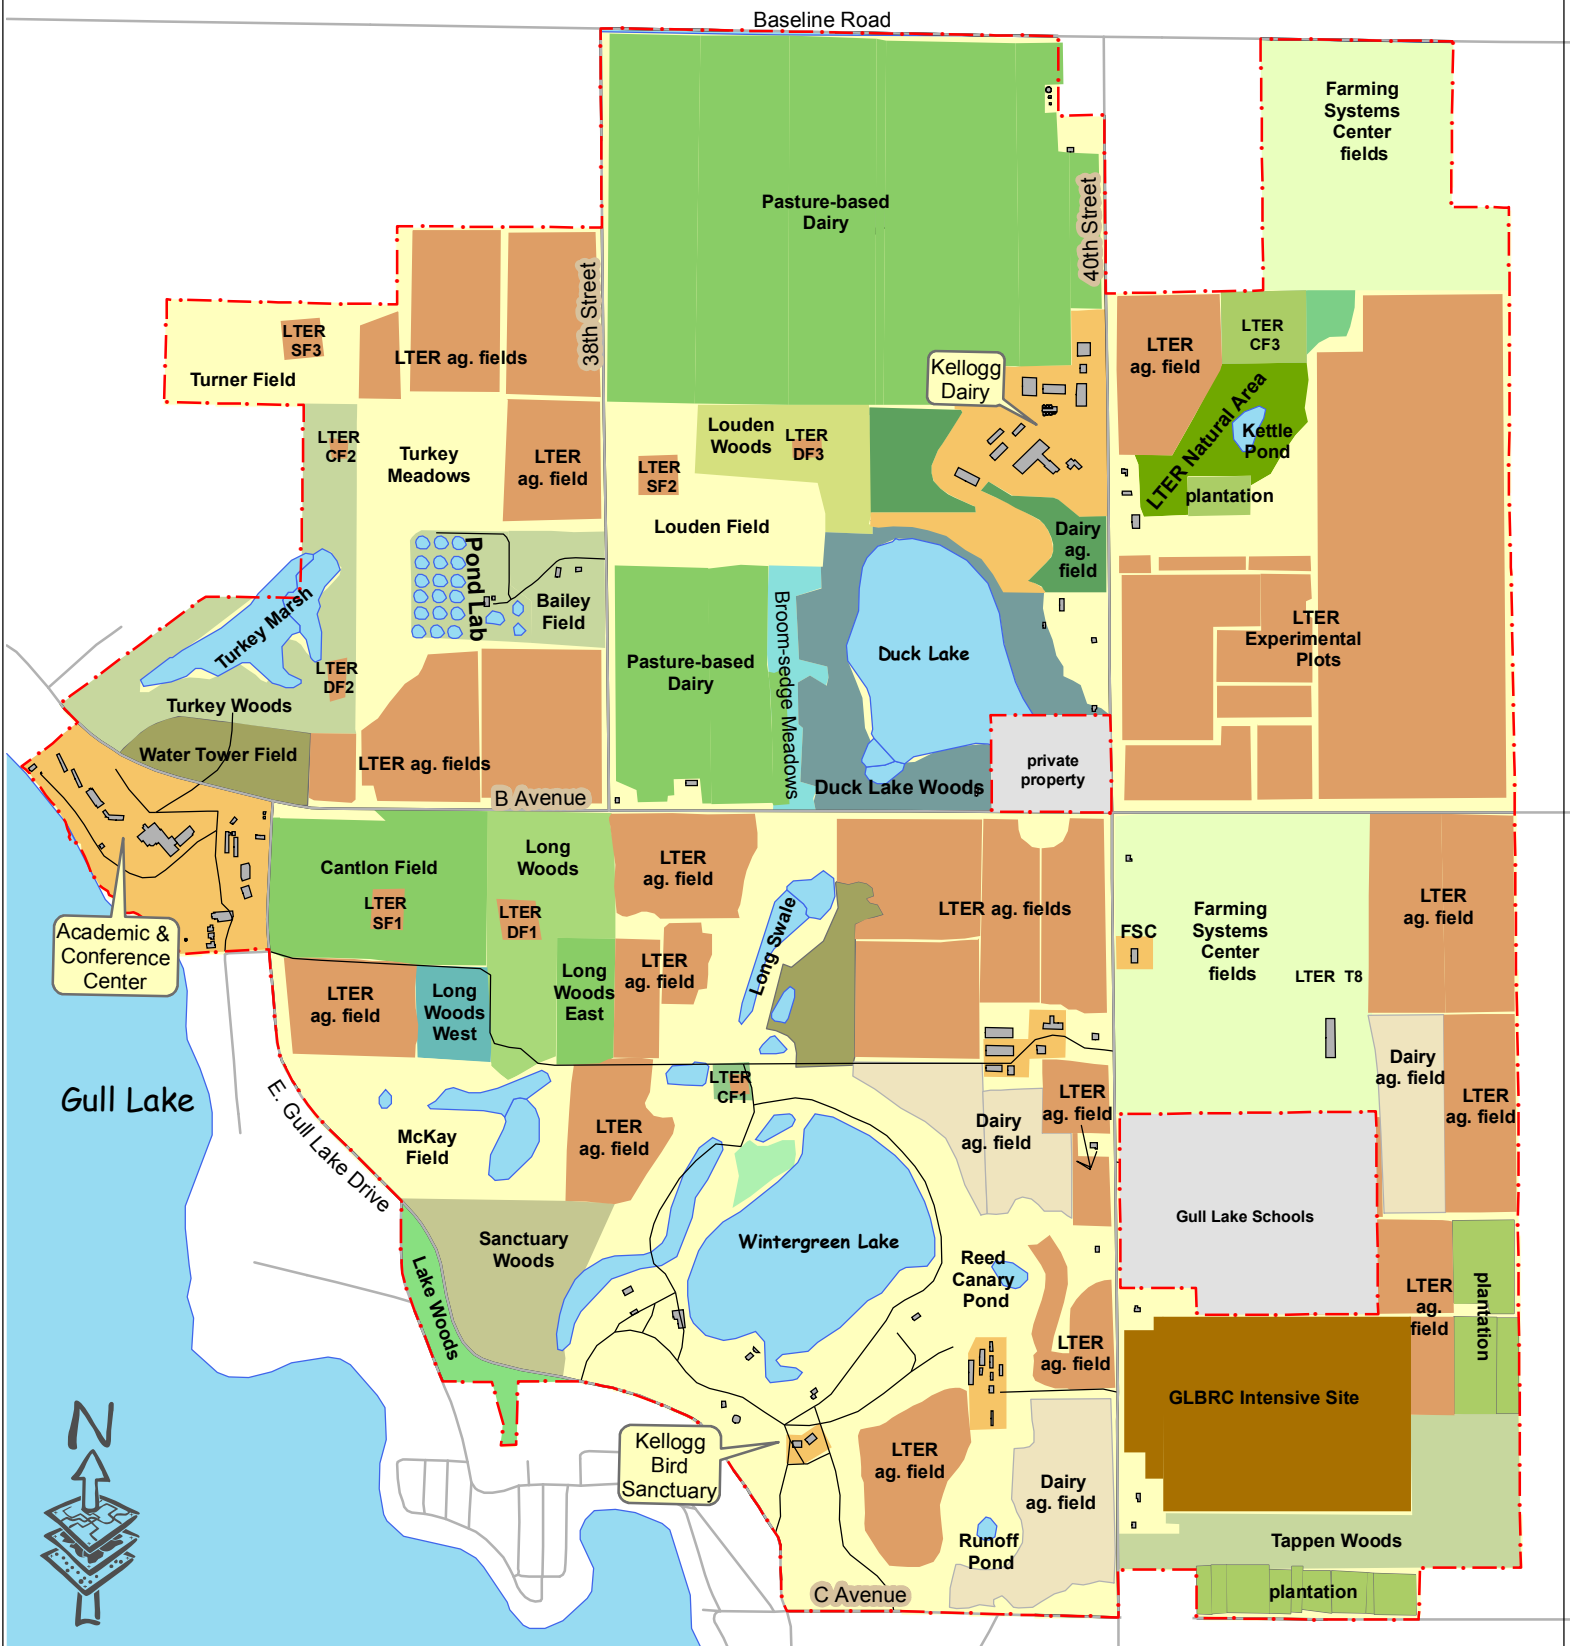 Baseline Road
Farming
Systems
Center
fields
Pasture-based
Dairy
40th Street
38th Street
LTER
SF3
LTER ag. fields
Turner Field
Kellogg
Dairy
LTER
ag. field
LTER
CF3
LTER Natural Area
Kettle
Pond
plantation
LTER
CF2
Turkey
Meadows
LTER
ag. field
Louden
Woods
LTER
DF3
LTER
SF2
Louden Field
Dairy
ag.
field
Pond Lab
Bailey
Field
Turkey Marsh
LTER
DF2
Turkey Woods
Water Tower Field
LTER ag. fields
Pasture-based
Dairy
Broom-sedge Meadows
Duck Lake
Duck Lake Woods
private
property
LTER
Experimental
Plots
B Avenue
Cantlon Field
LTER
SF1
Long
Woods
LTER
DF1
LTER
ag. field
Long Swale
LTER ag. fields
FSC
Farming
Systems
Center
fields
LTER T8
LTER
ag. field
Academic &
Conference
Center
LTER
ag. field
Long
Woods
West
Long
Woods
East
LTER
ag. field
Dairy
ag. field
LTER
ag. field
Gull Lake
E. Gull Lake Drive
McKay
Field
LTER
ag. field
LTER
CF1
Dairy
ag. field
LTER
ag. field
Gull Lake Schools
Sanctuary
Woods
Lake Woods
Wintergreen Lake
Reed
Canary
Pond
LTER
ag. field
LTER
ag.
field
plantation
GLBRC Intensive Site
N
Kellogg
Bird
Sanctuary
LTER
ag. field
Dairy
ag. field
Runoff
Pond
Tappen Woods
plantation
C Avenue